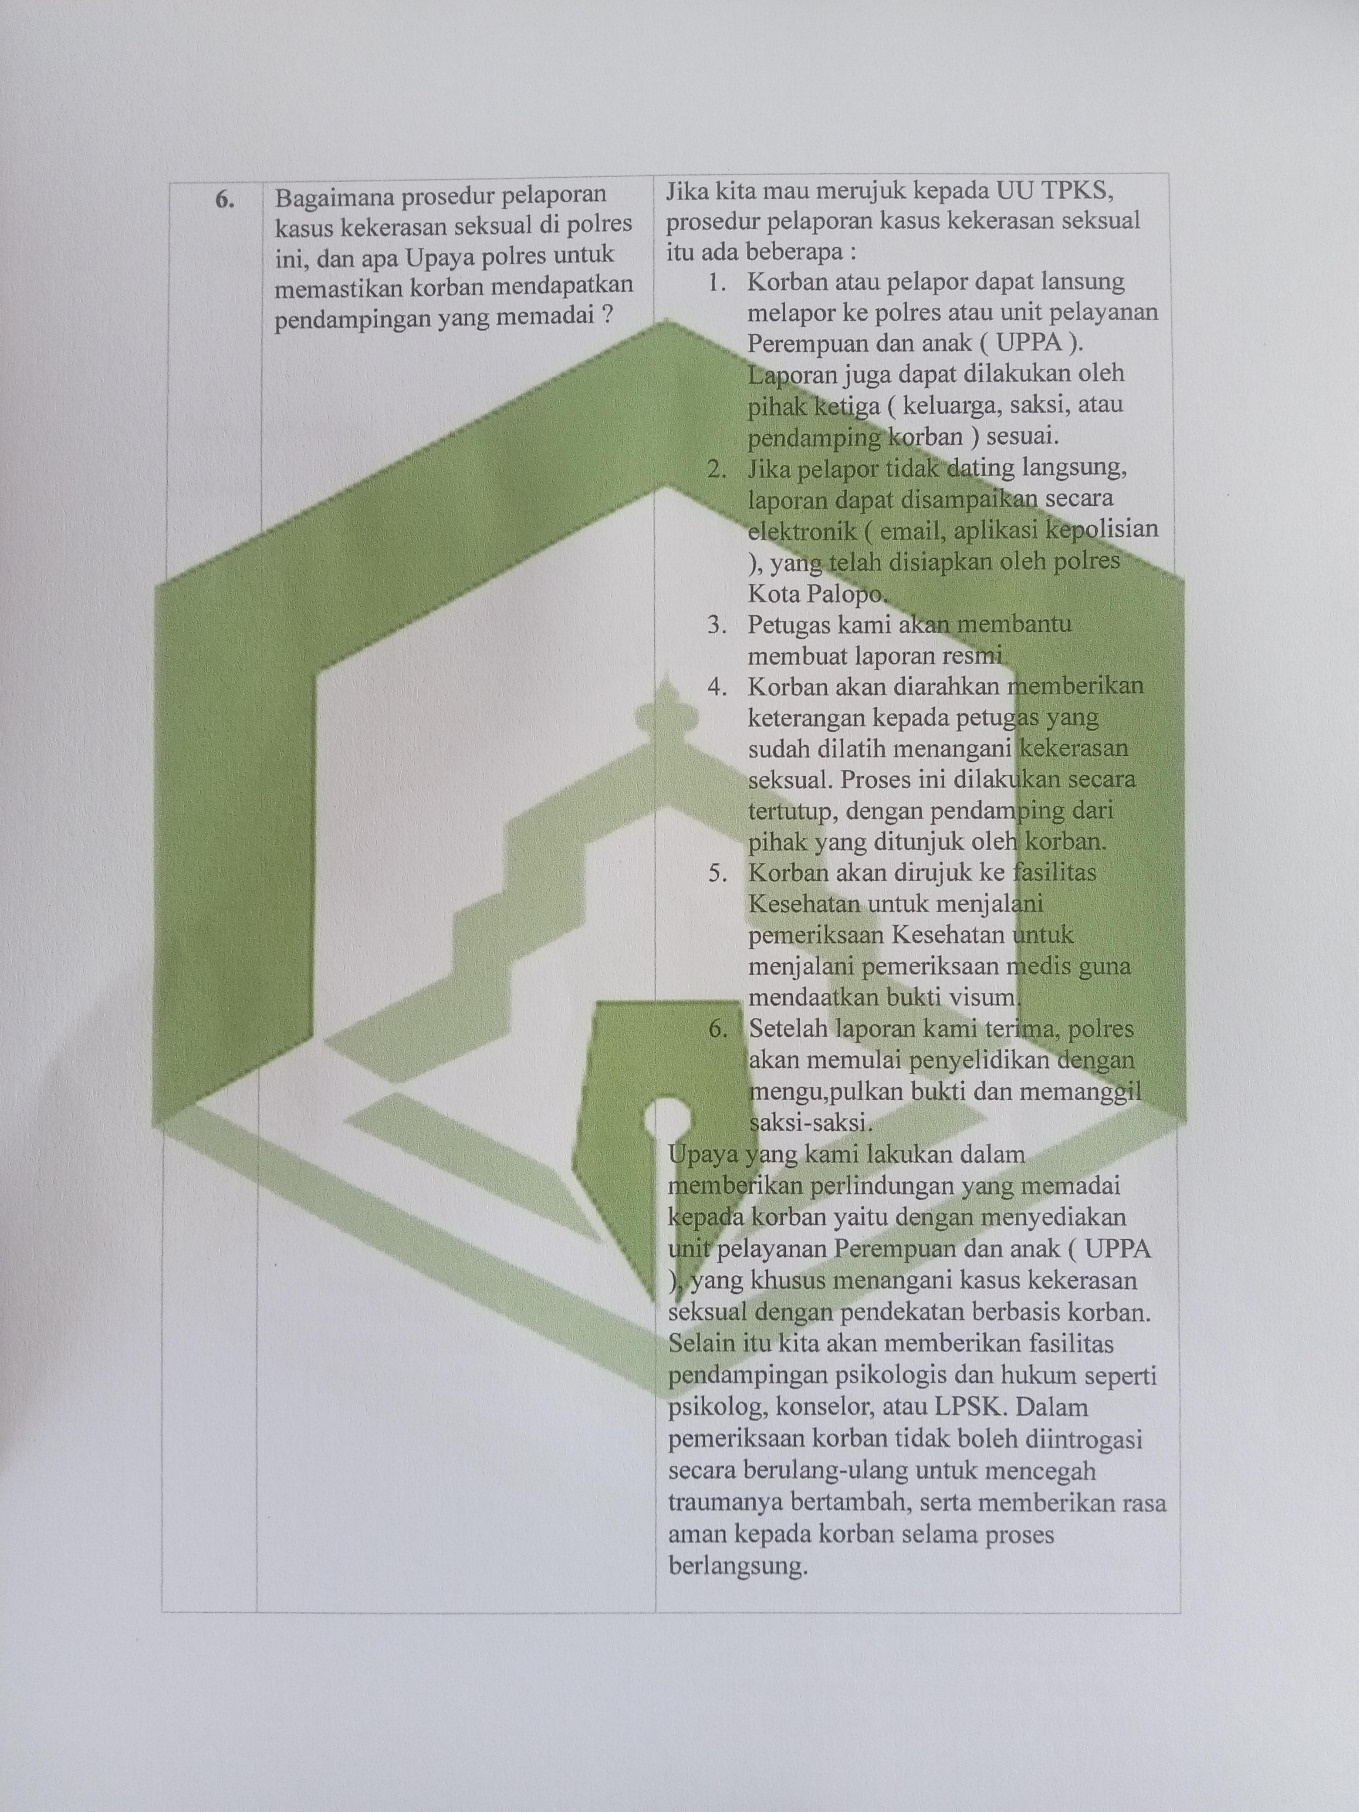 6.
Bagaimana prosedur pelaporan
kasus kekerasan seksual di polres
ini, dan apa Upaya polres untuk
memastikan korban mendapatkan
pendampingan yang memadai ?
Jika kita mau merujuk kepada UU TPKS,
prosedur pelaporan kasus kekerasan seksual
itu ada beberapa :
1. Korban atau pelapor dapat lansung
melapor ke polres atau unit pelayanan
Perempuan dan anak ( UPPA ).
Laporan juga dapat dilakukan oleh
pihak ketiga ( keluarga, saksi, atau
pendamping korban ) sesuai.
2. Jika pelapor tidak dating langsung,
laporan dapat disampaikan secara
elektronik ( email, aplikasi kepolisian
), yang telah disiapkan oleh polres
Kota Palopo.
3. Petugas kami akan membantu
membuat laporan resmi
4. Korban akan diarahkan memberikan
keterangan kepada petugas yang
sudah dilatih menangani kekerasan
seksual. Proses ini dilakukan secara
tertutup, dengan pendamping dari
pihak yang ditunjuk oleh korban.
5. Korban akan dirujuk ke fasilitas
Kesehatan untuk menjalani
pemeriksaan Kesehatan untuk
menjalani pemeriksaan medis guna
mendaatkan bukti visum.
6. Setelah laporan kami terima, polres
akan memulai penyelidikan dengan
mengu,pulkan bukti dan memanggil
saksi-saksi.
Upaya yang kami lakukan dalam
memberikan perlindungan yang memadai
kepada korban yaitu dengan menyediakan
unit pelayanan Perempuan dan anak ( UPPA
), yang khusus menangani kasus kekerasan
seksual dengan pendekatan berbasis korban.
Selain itu kita akan memberikan fasilitas
pendampingan psikologis dan hukum seperti
psikolog, konselor, atau LPSK. Dalam
pemeriksaan korban tidak boleh diintrogasi
secara berulang-ulang untuk mencegah
traumanya bertambah, serta memberikan rasa
aman kepada korban selama proses
berlangsung.